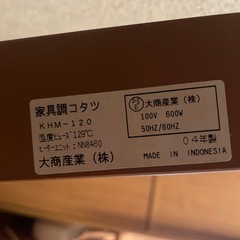 家具調コタツ
KHM-120
温度ヒューズ 129℃
ヒーターユニット:NN8460
大商産業(株)
大商産業(株)
100V 600W
50HZ/60HZ
04年製
MADE IN INDONESIA